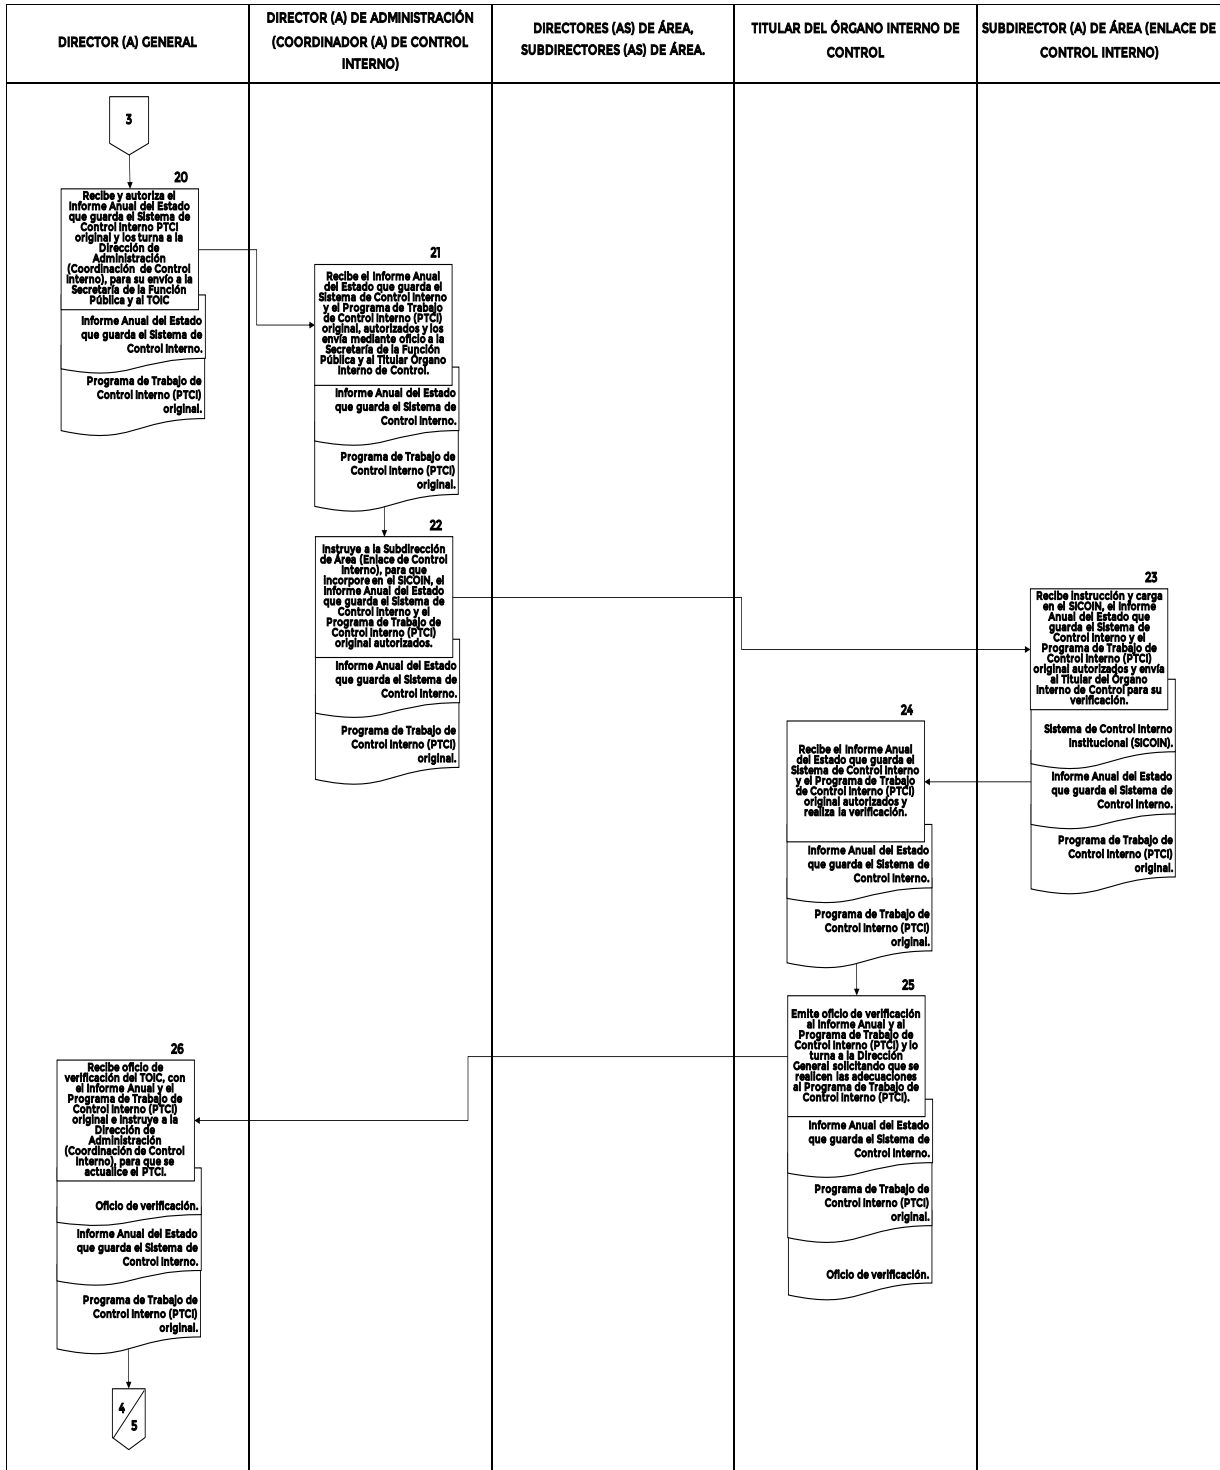 DIRECTOR (A) GENERAL
DIRECTOR (A) DE ADMINISTRACIÓN
(COORDINADOR (A) DE CONTROL
INTERNO)
DIRECTORES (AS) DE ÁREA,
SUBDIRECTORES (AS) DE ÁREA.
TITULAR DEL ÓRGANO INTERNO DE
CONTROL
SUBDIRECTOR (A) DE ÁREA (ENLACE DE
CONTROL INTERNO)
3
20
Recibe y autoriza el
Informe Anual del Estado
que guarda el Sistema de
Control Interno PTCI
original y los turna a la
Dirección de
Administración
(Coordinación de Control
Interno), para su envío a la
Secretaría de la Función
Pública y al TOIC
Informe Anual del Estado
que guarda el Sistema de
Control Interno.
Programa de Trabajo de
Control Interno (PTCI)
original.
21
Recibe el Informe Anual
del Estado que guarda el
Sistema de Control Interno
y el Programa de Trabajo
de Control Interno (PTCI)
original, autorizados y los
envía mediante oficio a la
Secretaría de la Función
Pública y al Titular Órgano
Interno de Control.
Informe Anual del Estado
que guarda el Sistema de
Control Interno.
Programa de Trabajo de
Control Interno (PTCI)
original.
22
Instruye a la Subdirección
de Área (Enlace de Control
Interno), para que
incorpore en el SICOIN, el
Informe Anual del Estado
que guarda el Sistema de
Control Interno y el
Programa de Trabajo de
Control Interno (PTCI)
original autorizados.
Informe Anual del Estado
que guarda el Sistema de
Control Interno.
Programa de Trabajo de
Control Interno (PTCI)
original.
23
Recibe instrucción y carga
en el SICOIN, el Informe
Anual del Estado que
guarda el Sistema de
Control Interno y el
Programa de Trabajo de
Control Interno (PTCI)
original autorizados y envía
al Titular del Órgano
Interno de Control para su
verificación.
Sistema de Control Interno
Institucional (SICOIN).
Informe Anual del Estado
que guarda el Sistema de
Control Interno.
Programa de Trabajo de
Control Interno (PTCI)
original.
24
Recibe el Informe Anual
del Estado que guarda el
Sistema de Control Interno
y el Programa de Trabajo
de Control Interno (PTCI)
original autorizados y
realiza la verificación.
Informe Anual del Estado
que guarda el Sistema de
Control Interno.
Programa de Trabajo de
Control Interno (PTCI)
original.
25
Emite oficio de verificación
al Informe Anual y al
Programa de Trabajo de
Control Interno (PTCI) y lo
turna a la Dirección
General solicitando que se
realicen las adecuaciones
al Programa de Trabajo de
Control Interno (PTCI).
Informe Anual del Estado
que guarda el Sistema de
Control Interno.
Programa de Trabajo de
Control Interno (PTCI)
original.
Oficio de verificación.
26
Recibe oficio de
verificación del TOIC, con
el Informe Anual y el
Programa de Trabajo de
Control Interno (PTCI)
original e instruye a la
Dirección de
Administración
(Coordinación de Control
Interno), para que se
actualice el PTCI.
Oficio de verificación.
Informe Anual del Estado
que guarda el Sistema de
Control Interno.
Programa de Trabajo de
Control Interno (PTCI)
original.
4
5